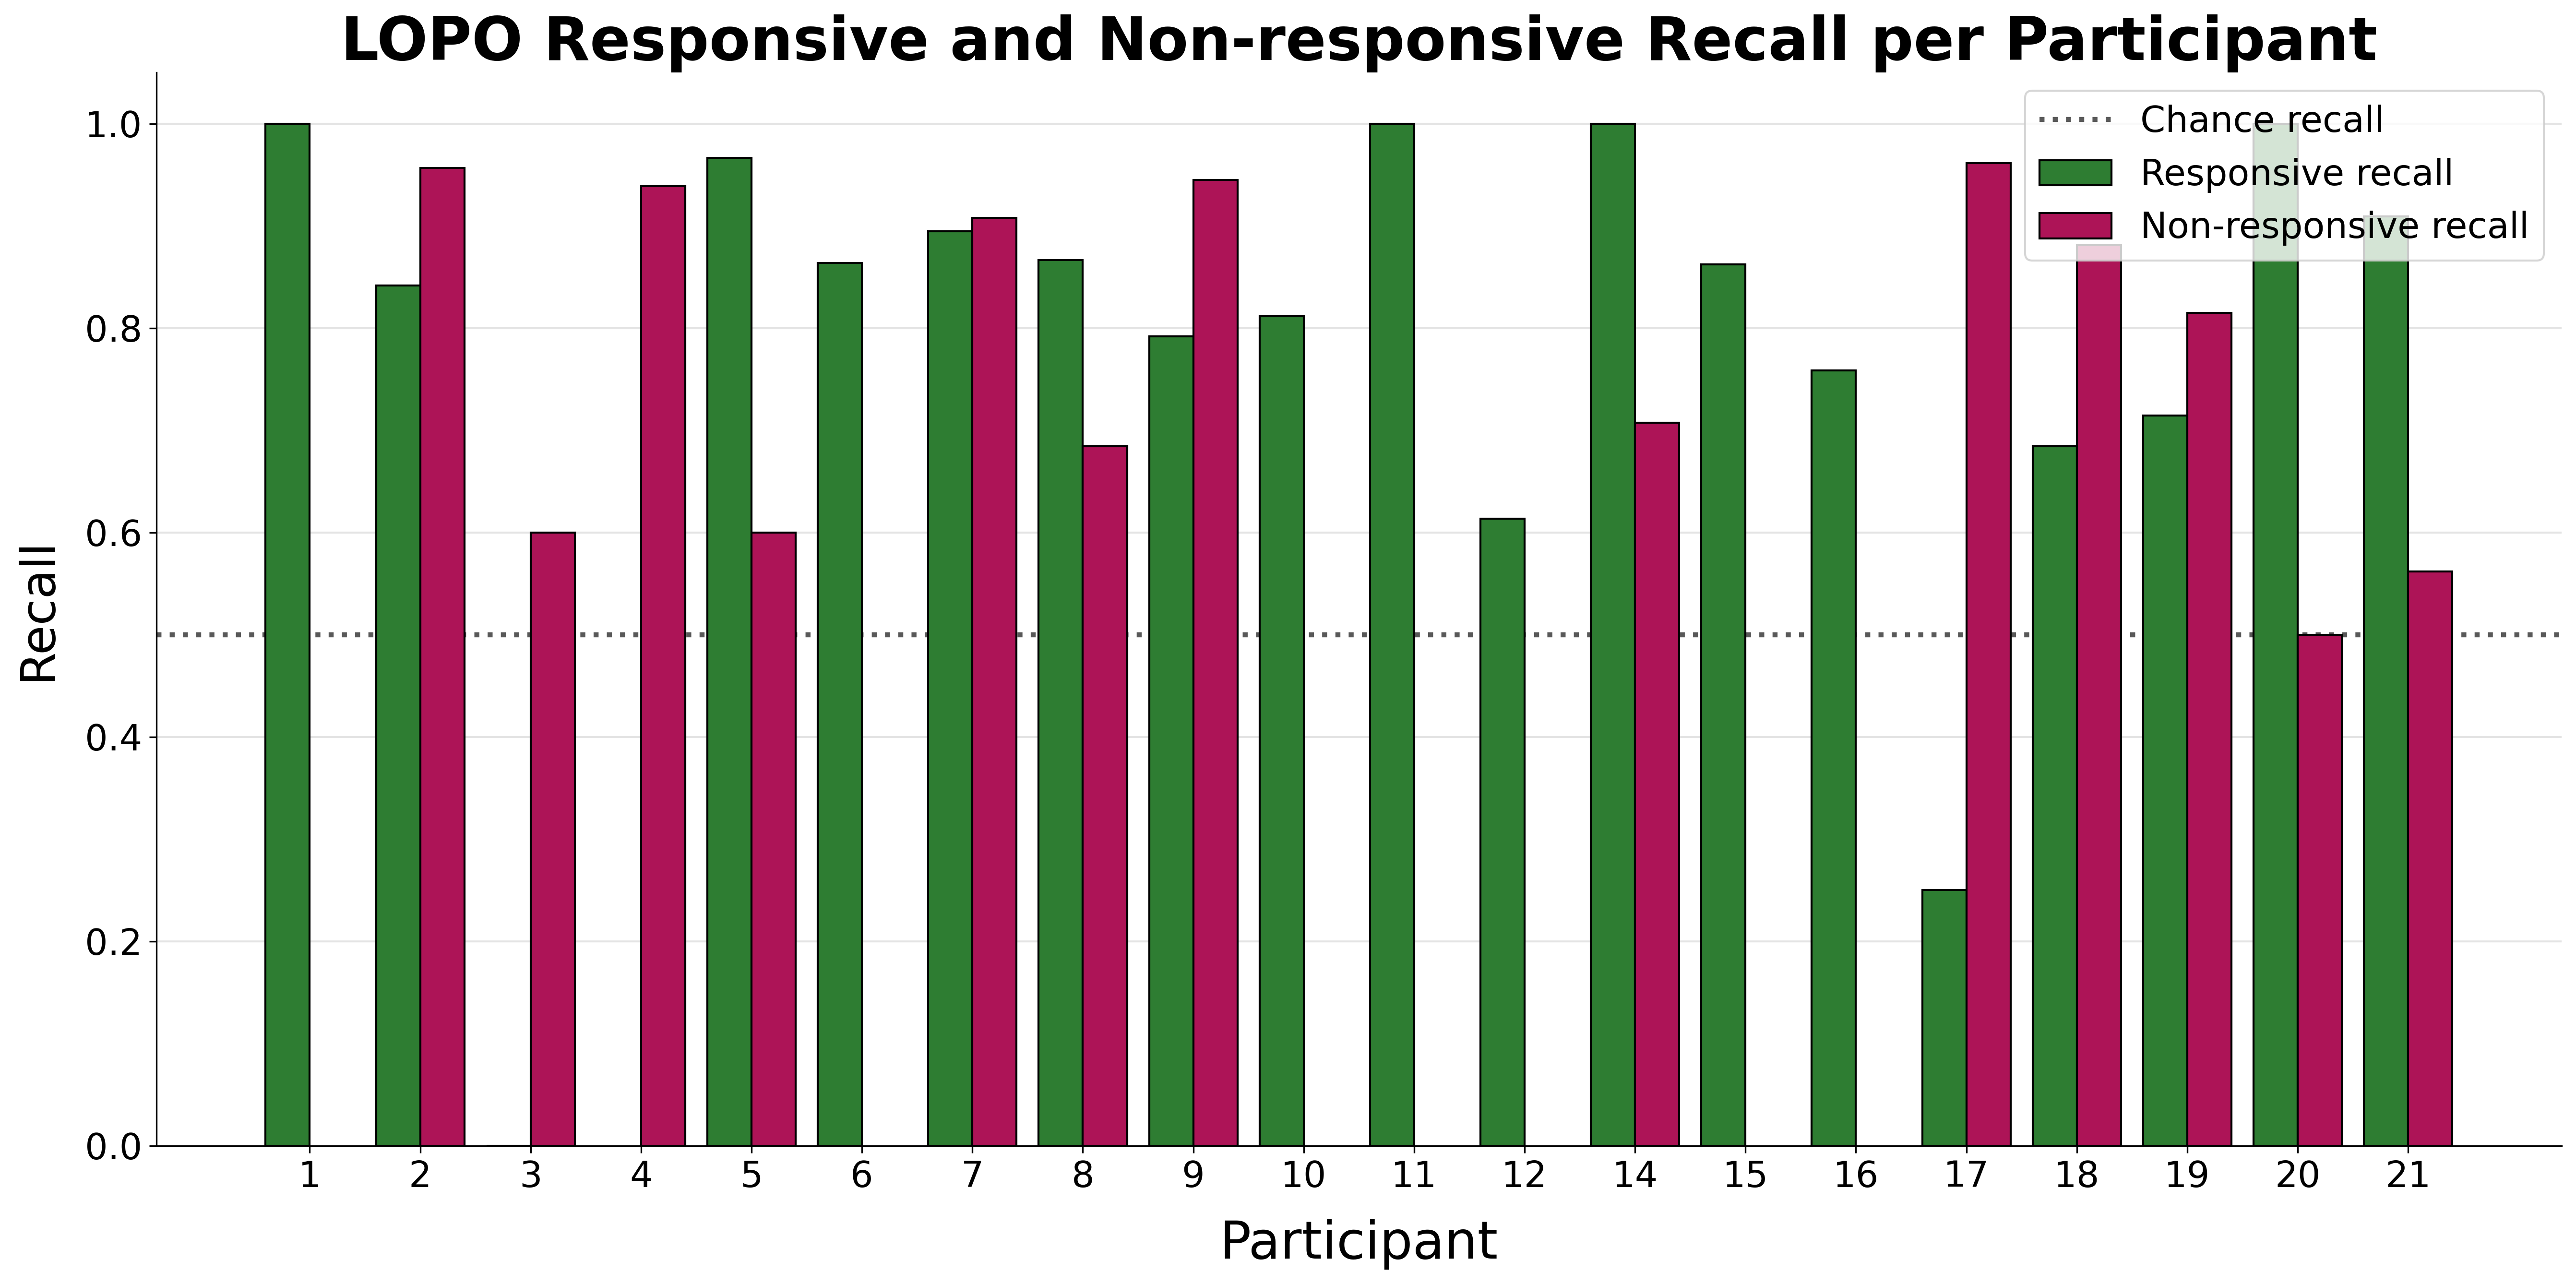 LOPO Responsive and Non-responsive Recall per Participant
Chance recall
Responsive recall
Non-responsive recall
1.0
0.8
0.6
0.4
0.2
0.0
Recall
1 2 3 4 5 6 7 8 9 10 11 12 14 15 16 17 18 19 20 21
Participant